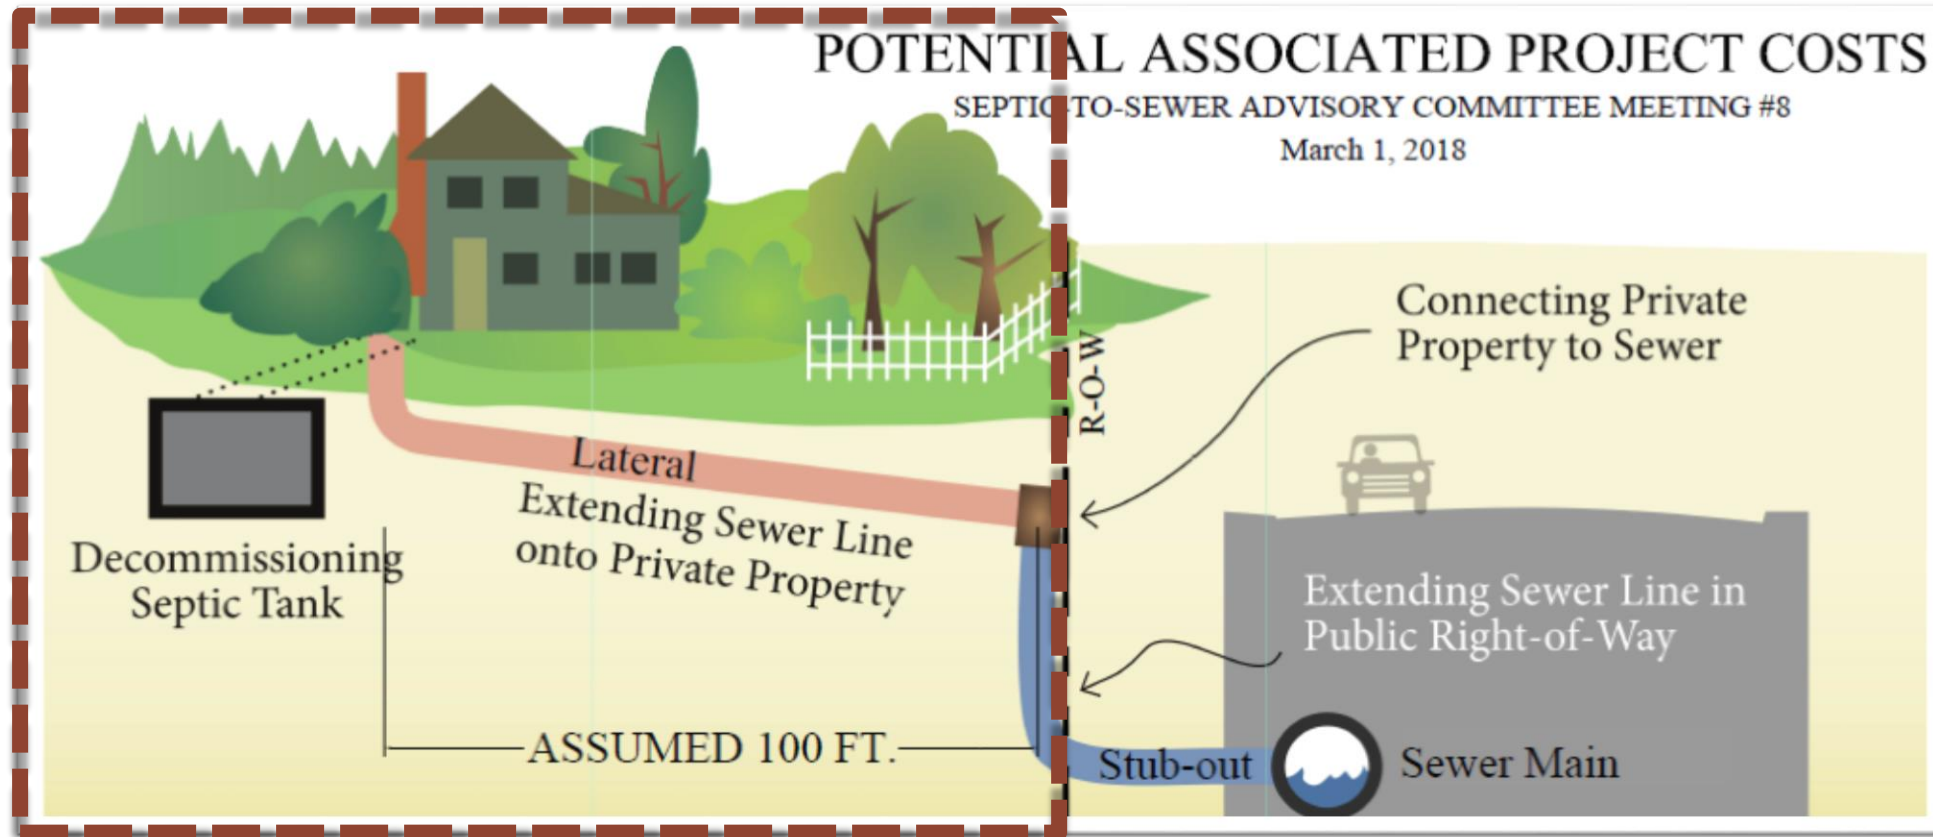 POTENTIAL ASSOCIATED PROJECT COSTS
SEPTIC-TO-SEWER ADVISORY COMMITTEE MEETING #8
March 1, 2018
Connecting Private
Property to Sewer
R-O-W
Lateral
Extending Sewer Line
onto Private Property
Decommissioning
Septic Tank
Extending Sewer Line in
Public Right-of-Way
ASSUMED 100 FT.
Stub-out
Sewer Main